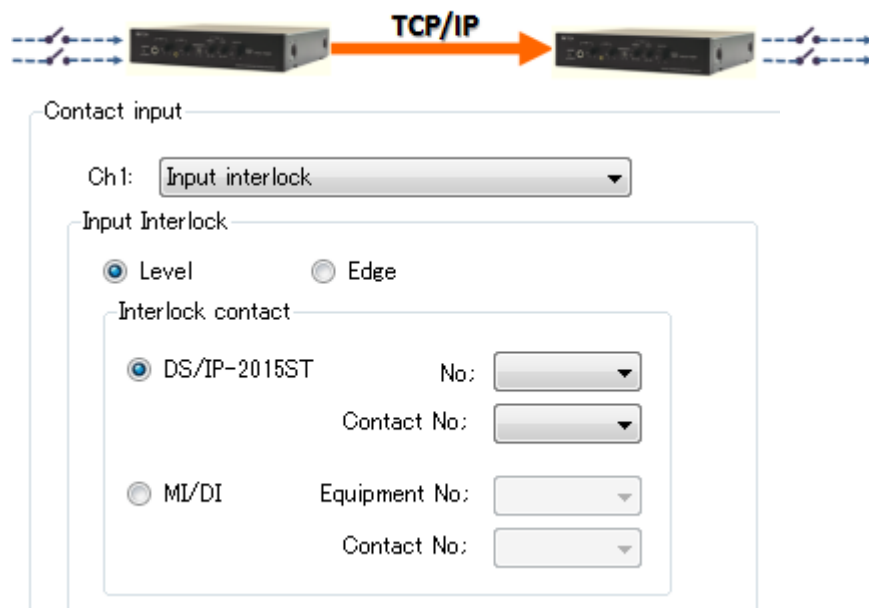 TCP/IP
Contact input
Ch1: Input interlock
Input Interlock
Level Edge
Interlock contact
DS/IP-2015ST No;
Contact No;
MI/DI Equipment No;
Contact No;